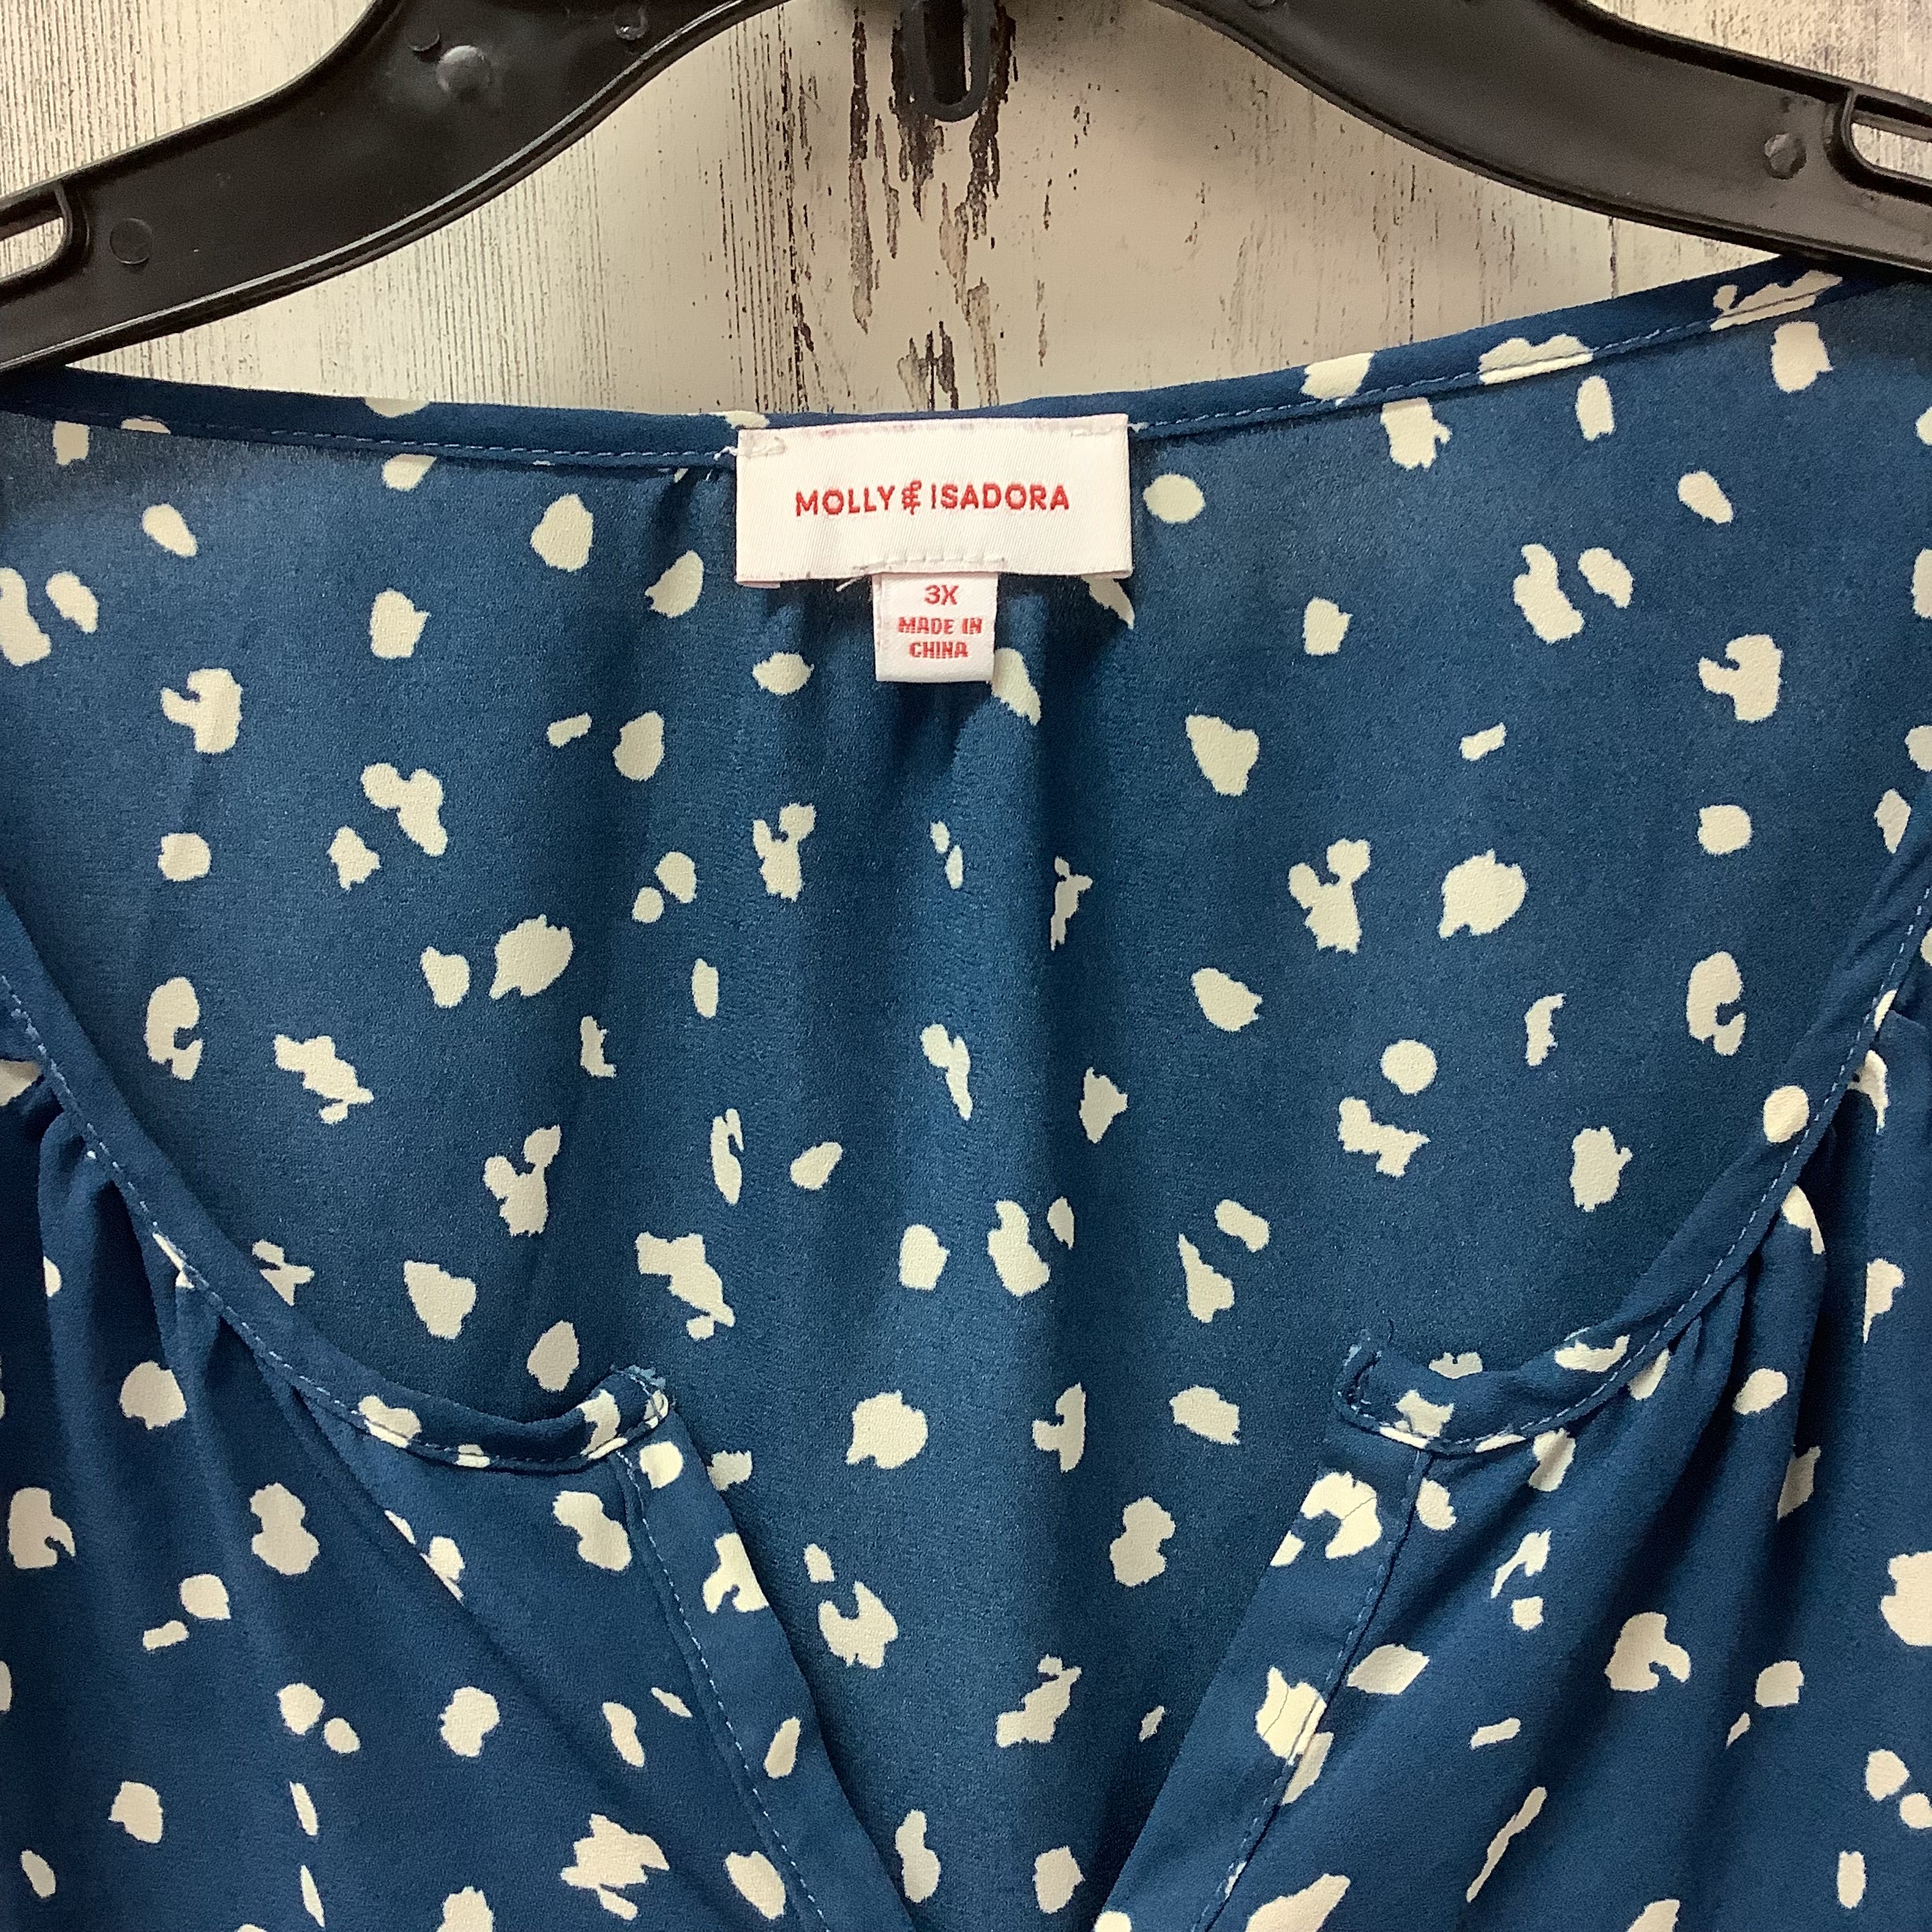 MOLLY & ISADORA
3X
MADE IN
CHINA